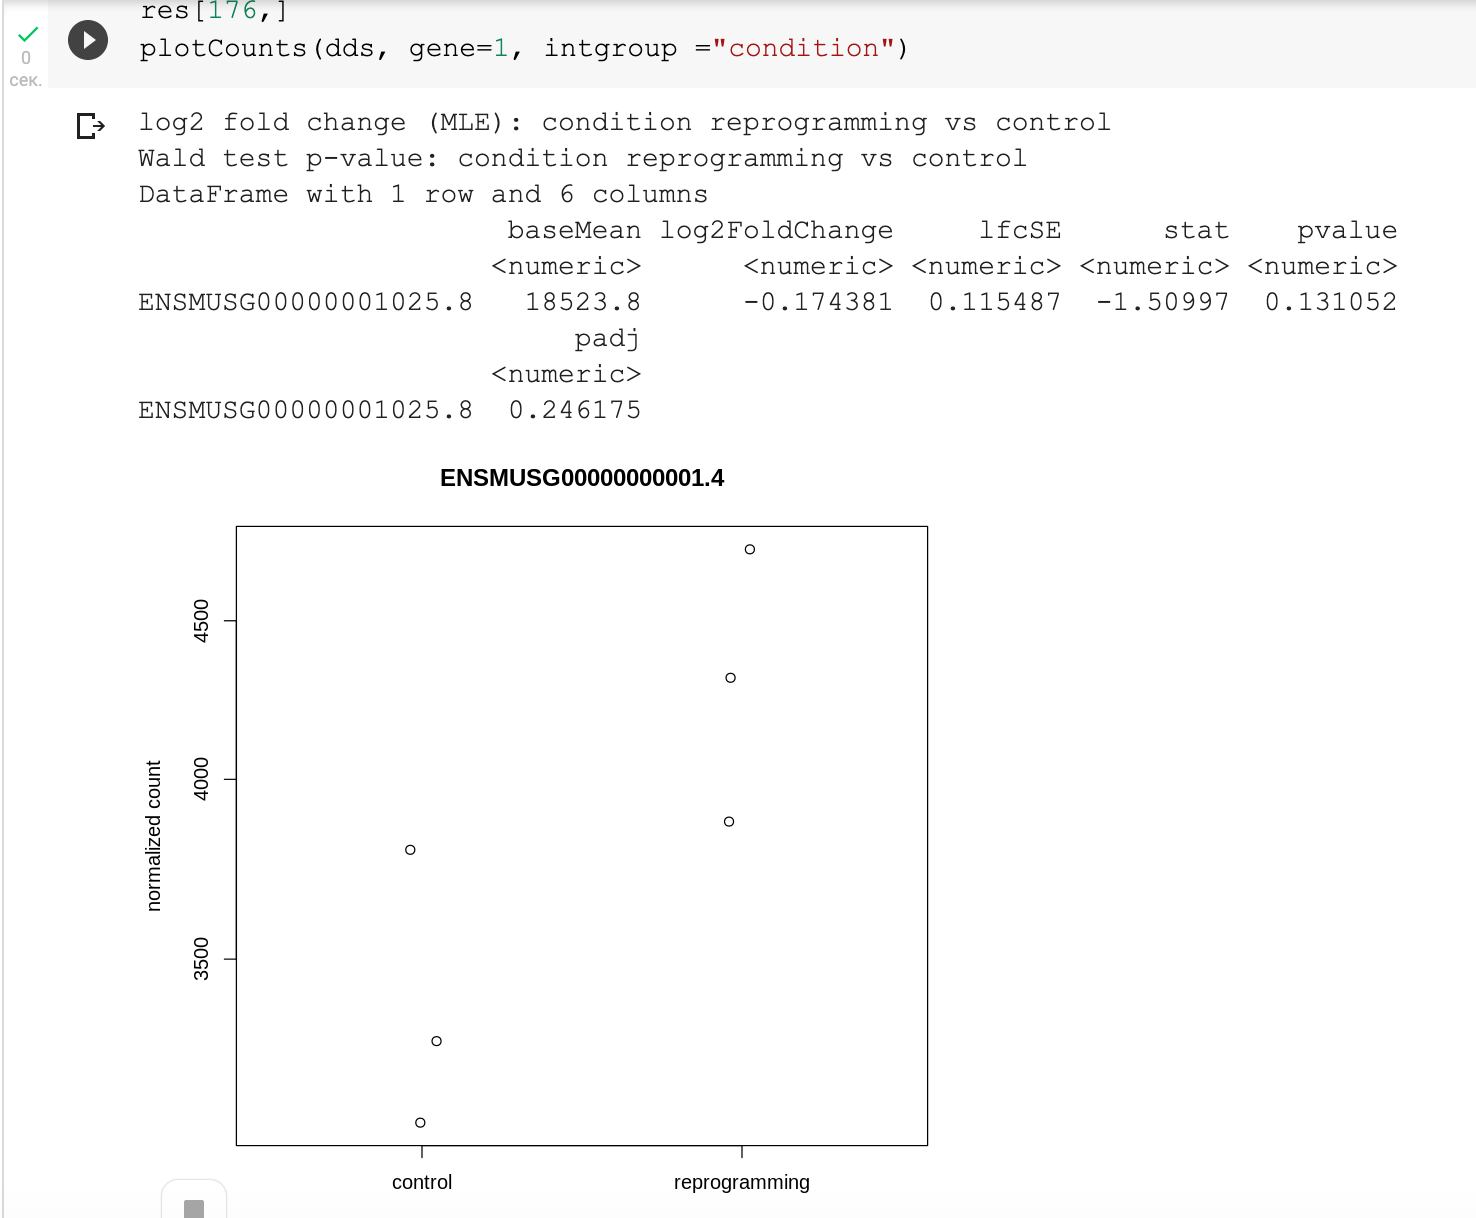 res[176,]
plotCounts(dds, gene=1, intgroup ="condition")
0
сек.
log2 fold change (MLE): condition reprogramming vs control
Wald test p-value: condition reprogramming vs control
DataFrame with 1 row and 6 columns
baseMean log2FoldChange lfcSE stat pvalue
<numeric> <numeric> <numeric> <numeric> <numeric>
ENSMUSG00000001025.8 18523.8 -0.174381 0.115487 -1.50997 0.131052
padj
<numeric>
ENSMUSG00000001025.8 0.246175
ENSMUSG00000000001.4
normalized count
4500
4000
3500
control reprogramming